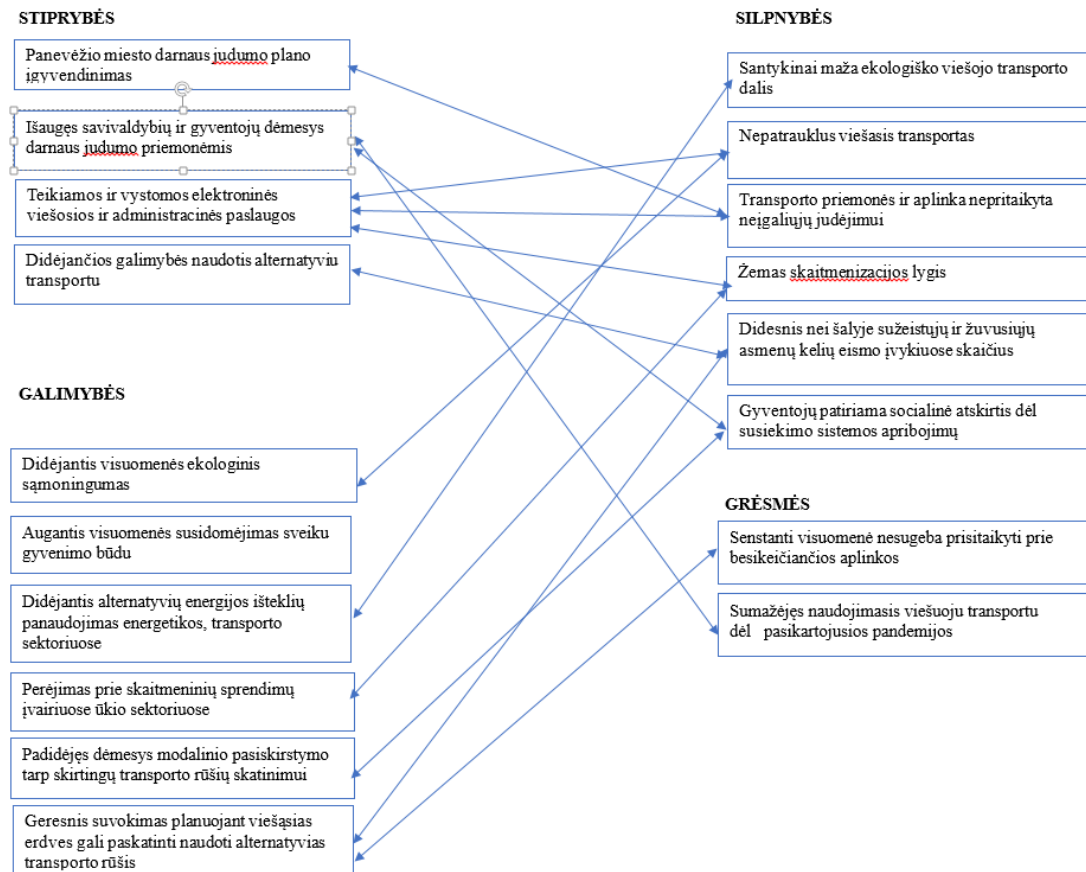 STIPRYBĖS
Panevėžio miesto darnaus judumo plano
įgyvendinimas
Išaugęs savivaldybių ir gyventojų dėmesys
darnaus judumo priemonėmis
Teikiamos ir vystomos elektroninės
viešosios ir administracinės paslaugos
Didėjančios galimybės naudotis alternatyviu
transportu
GALIMYBĖS
Didėjantis visuomenės ekologinis
sąmoningumas
Augantis visuomenės susidomėjimas sveiku
gyvenimo būdu
Didėjantis alternatyvių energijos išteklių
panaudojimas energetikos, transporto
sektoriuose
Perėjimas prie skaitmeninių sprendimų
įvairiuose ūkio sektoriuose
Padidėjęs dėmesys modalinio pasiskirstymo
tarp skirtingų transporto rūšių skatinimui
Geresnis suvokimas planuojant viešąsias
erdves gali paskatinti naudoti alternatyvias
transporto rūšis
SILPNYBĖS
Santykinai maža ekologiško viešojo transporto
dalis
Nepatrauklus viešasis transportas
Transporto priemonės ir aplinka nepritaikyta
neįgaliųjų judėjimui
Žemas skaitmenizacijos lygis
Didesnis nei šalyje sužeistųjų ir žuvusiųjų
asmenų kelių eismo įvykiuose skaičius
Gyventojų patiriama socialinė atskirtis dėl
susiekimo sistemos apribojimų
GRĖSMĖS
Senstanti visuomenė nesugeba prisitaikyti prie
besikeičiančios aplinkos
Sumažėjęs naudojimasis viešuoju transportu
dėl pasikartojusios pandemijos